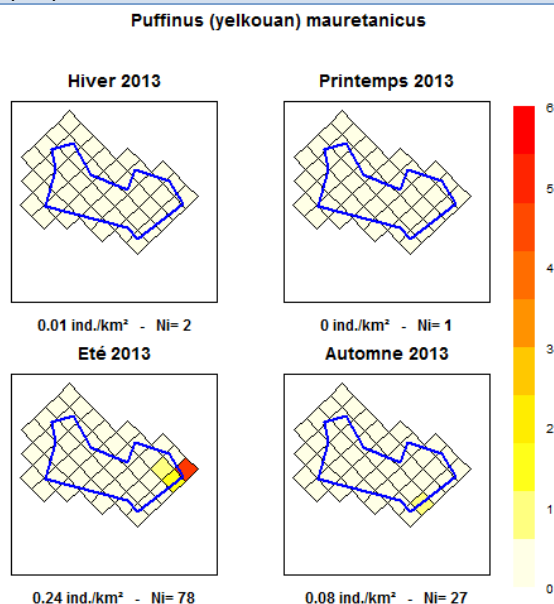 Puffinus (yelkouan) mauretanicus
Hiver 2013
Printemps 2013
0.01 ind./km² - Ni= 2
0 ind./km² - Ni= 1
Eté 2013
Automne 2013
0.24 ind./km² - Ni= 78
0.08 ind./km² - Ni= 27
6
5
4
3
2
1
0